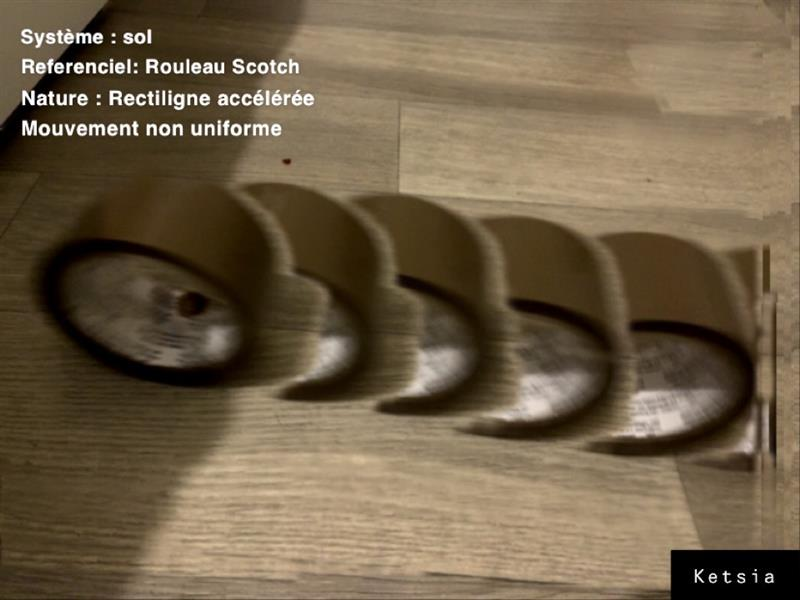 Système : sol
Referenciel: Rouleau Scotch
Nature : Rectiligne accélérée
Mouvement non uniforme
Ketsia